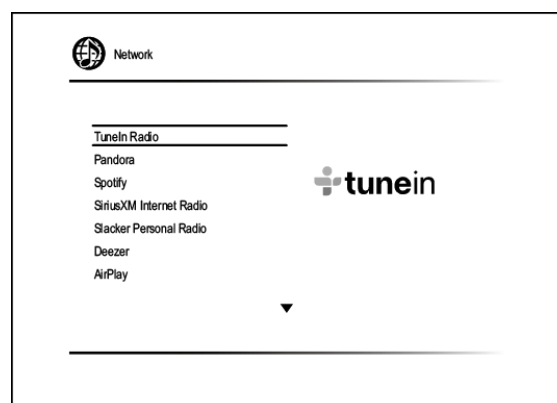 Network
TuneIn Radio
Pandora
Spotify
SiriusXM Internet Radio
Slacker Personal Radio
Deezer
AirPlay
tunein